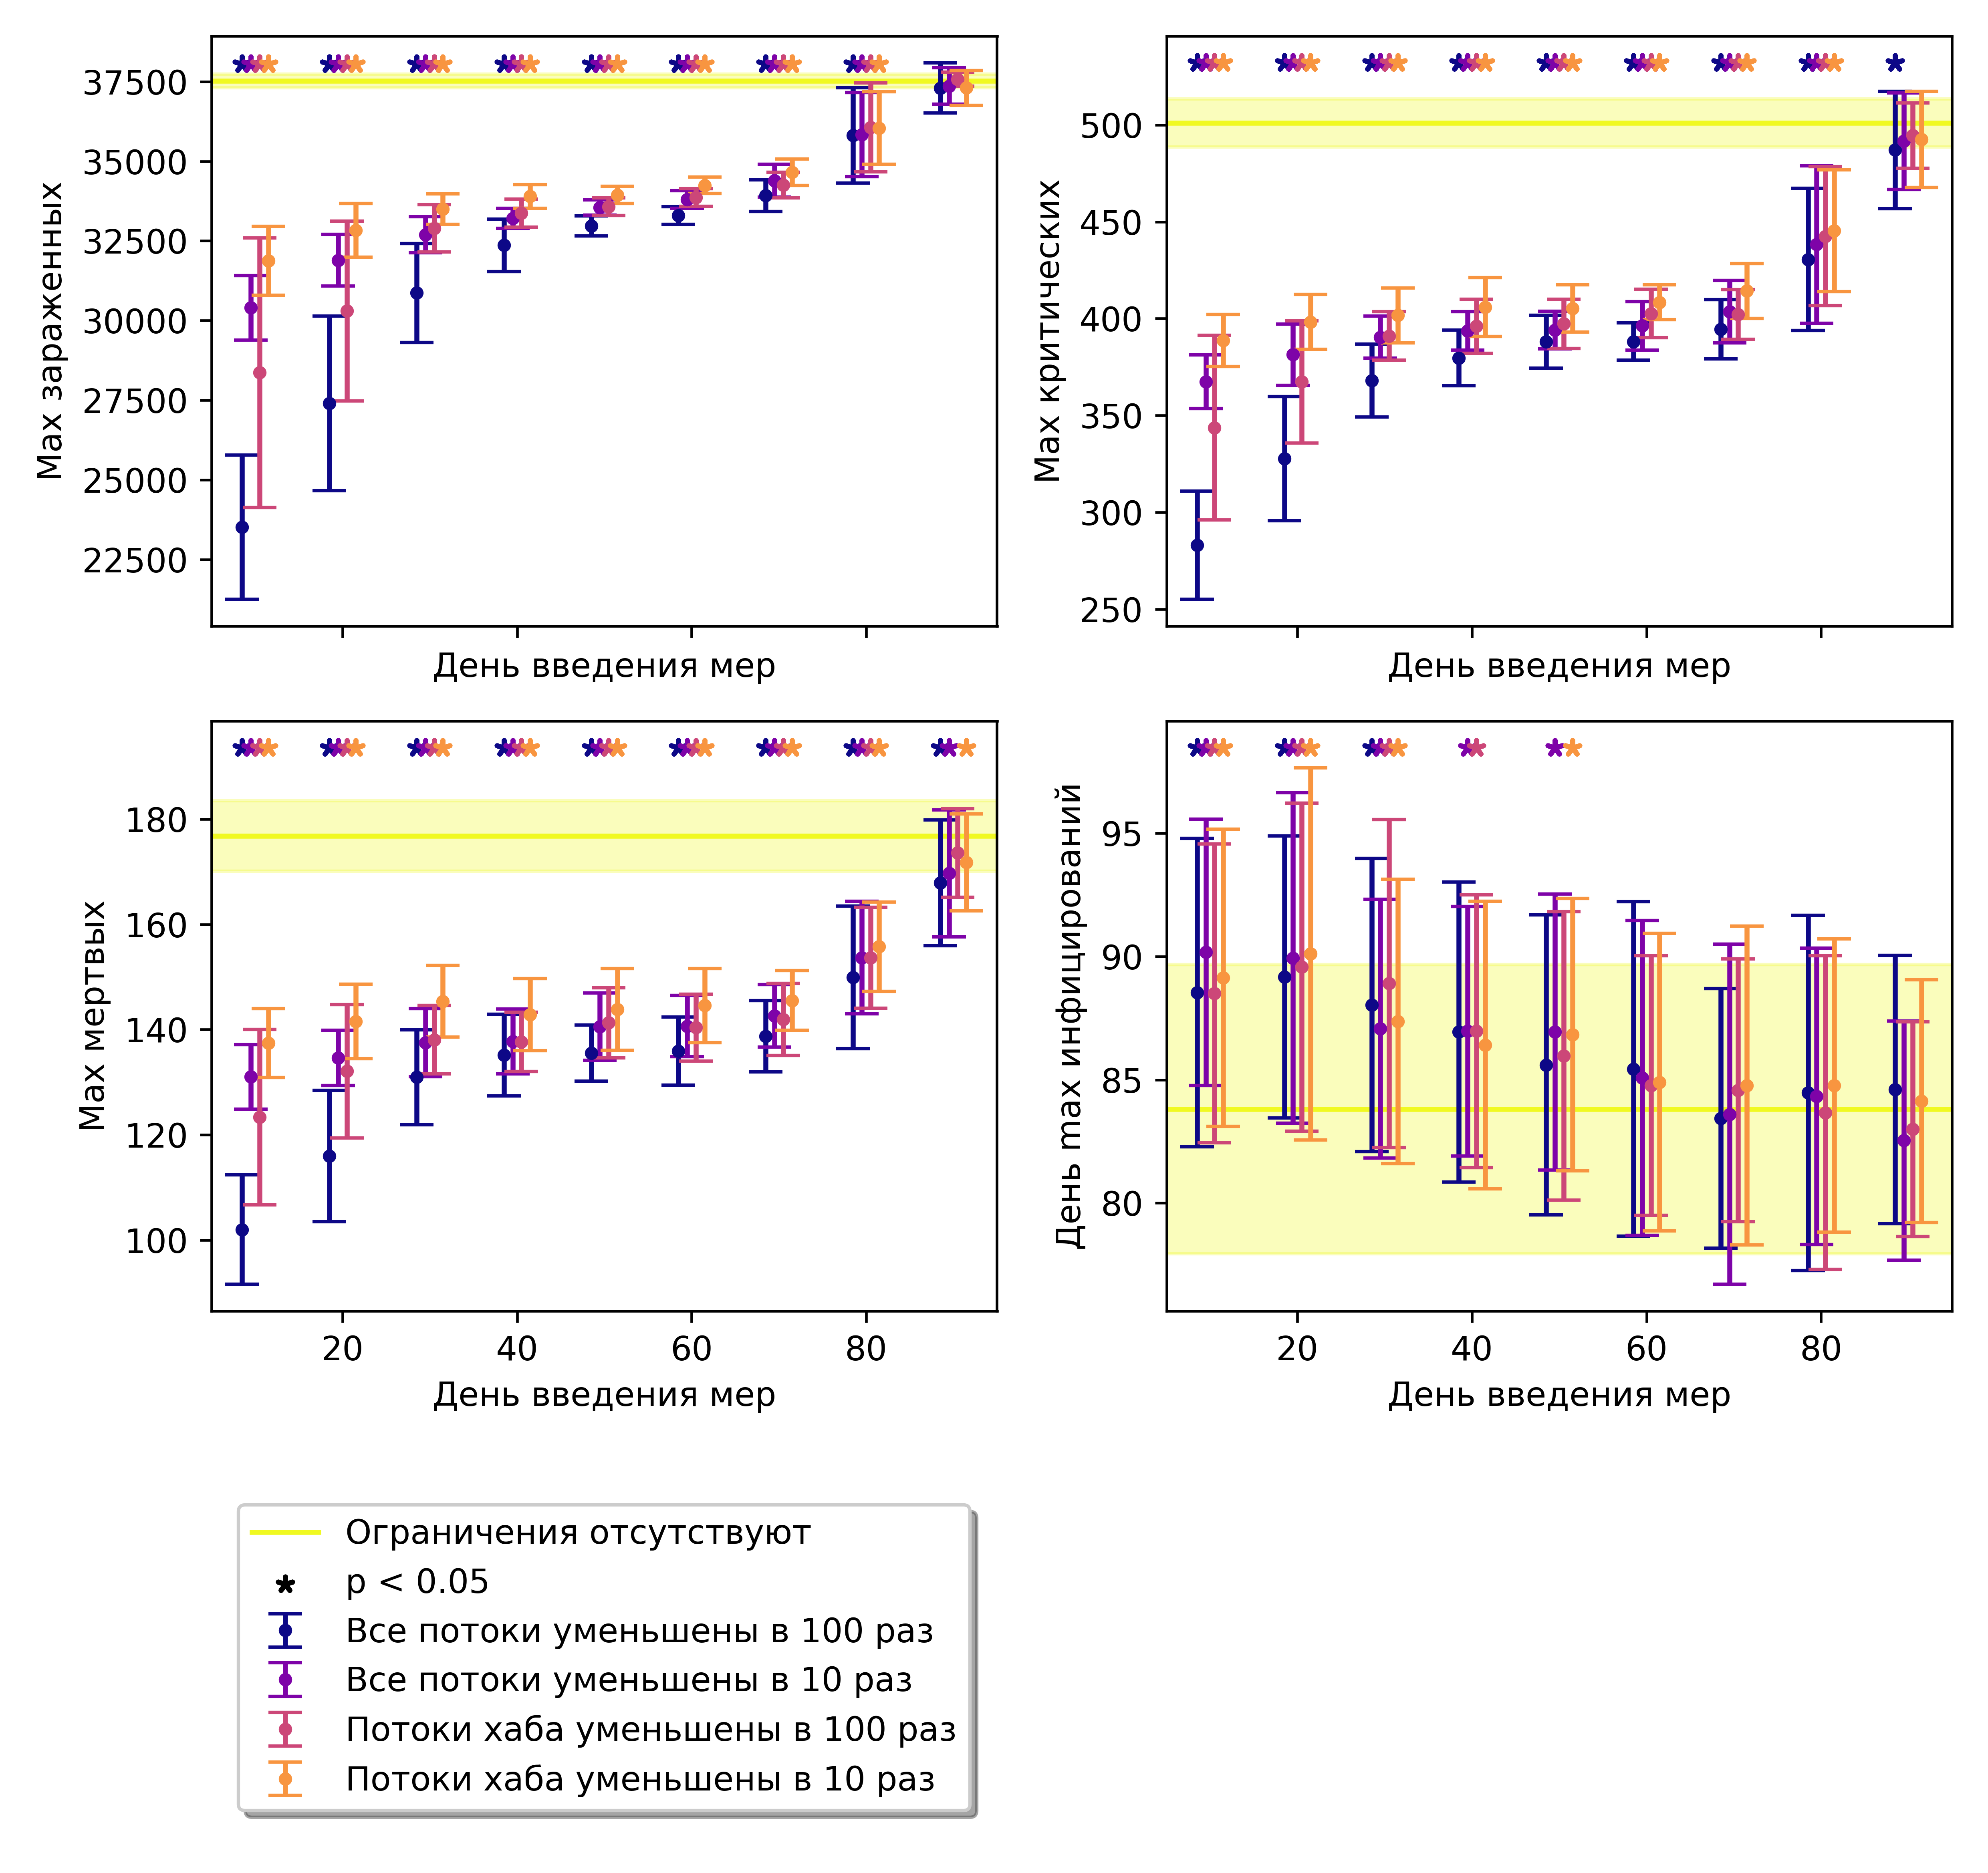 37500
35000
32500
30000
27500
25000
22500
Max зараженных
День введения мер
500
450
400
350
300
250
Max критических
День введения мер
180
160
140
120
100
Max мертвых
20 40 60 80
День введения мер
95
90
85
80
День max инфицирований
20 40 60 80
День введения мер
Ограничения отсутствуют
p < 0.05
Все потоки уменьшены в 100 раз
Все потоки уменьшены в 10 раз
Потоки хаба уменьшены в 100 раз
Потоки хаба уменьшены в 10 раз